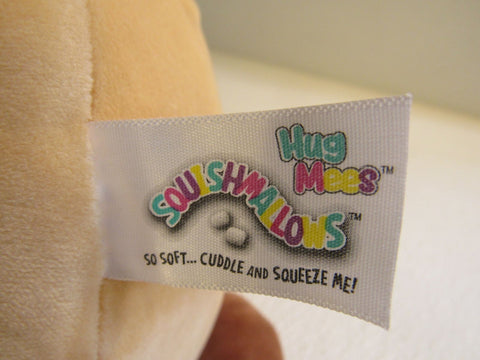 Hug
Mees™
SQUISHMALLOWS™
SO SOFT... CUDDLE AND SQUEEZE ME!